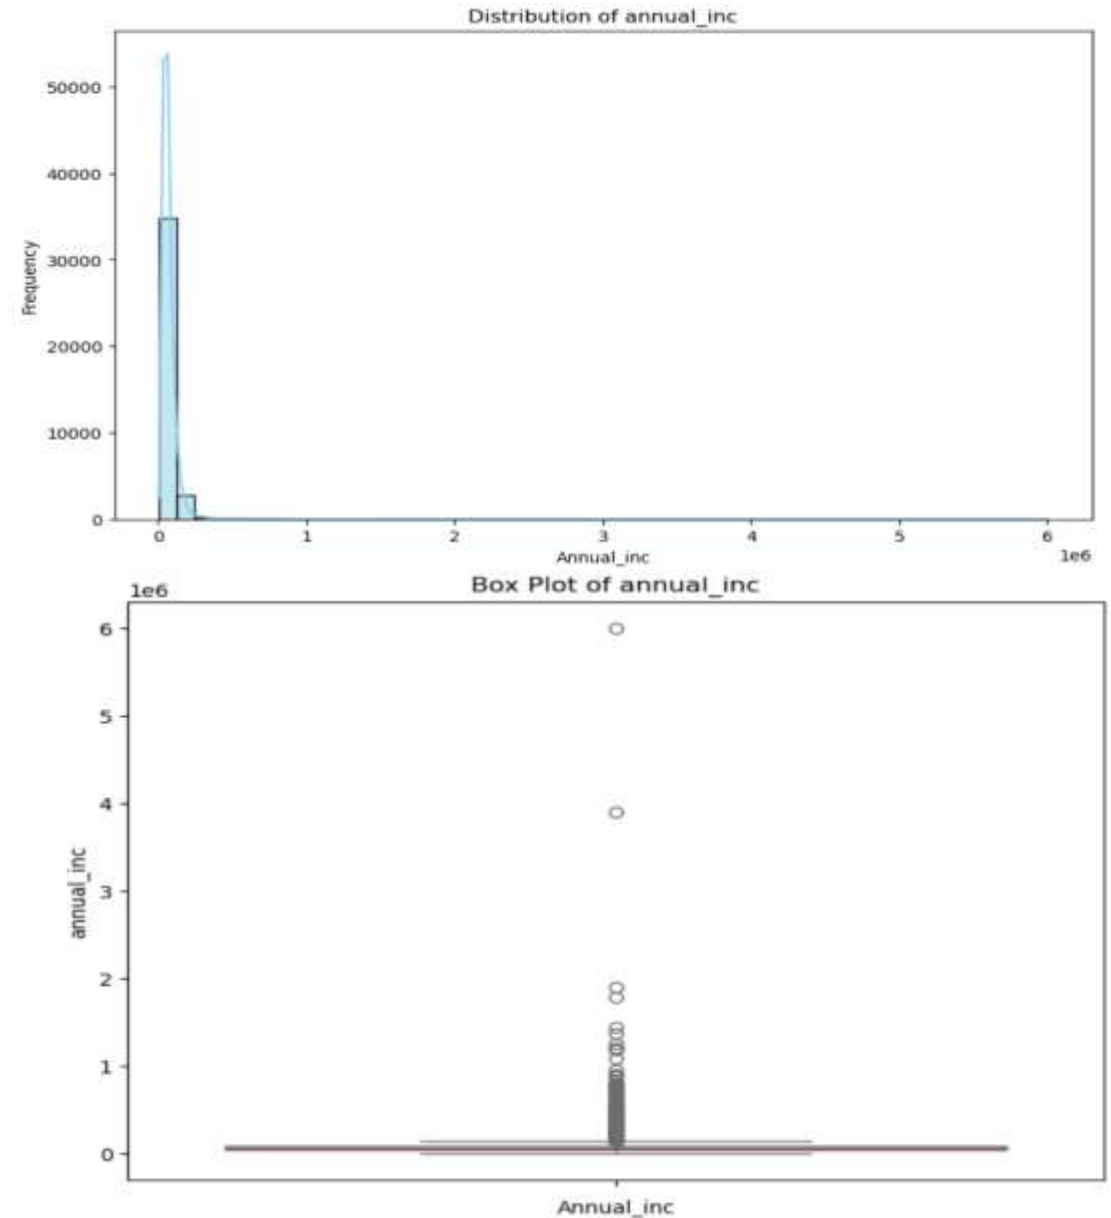 Distribution of annual_inc
50000
40000
30000
20000
10000
0
Frequency
0 1 2 3 4 5 6
1e6
Annual_inc
Box Plot of annual_inc
1e6
6
5
4
3
2
1
0
annual_inc
Annual_inc